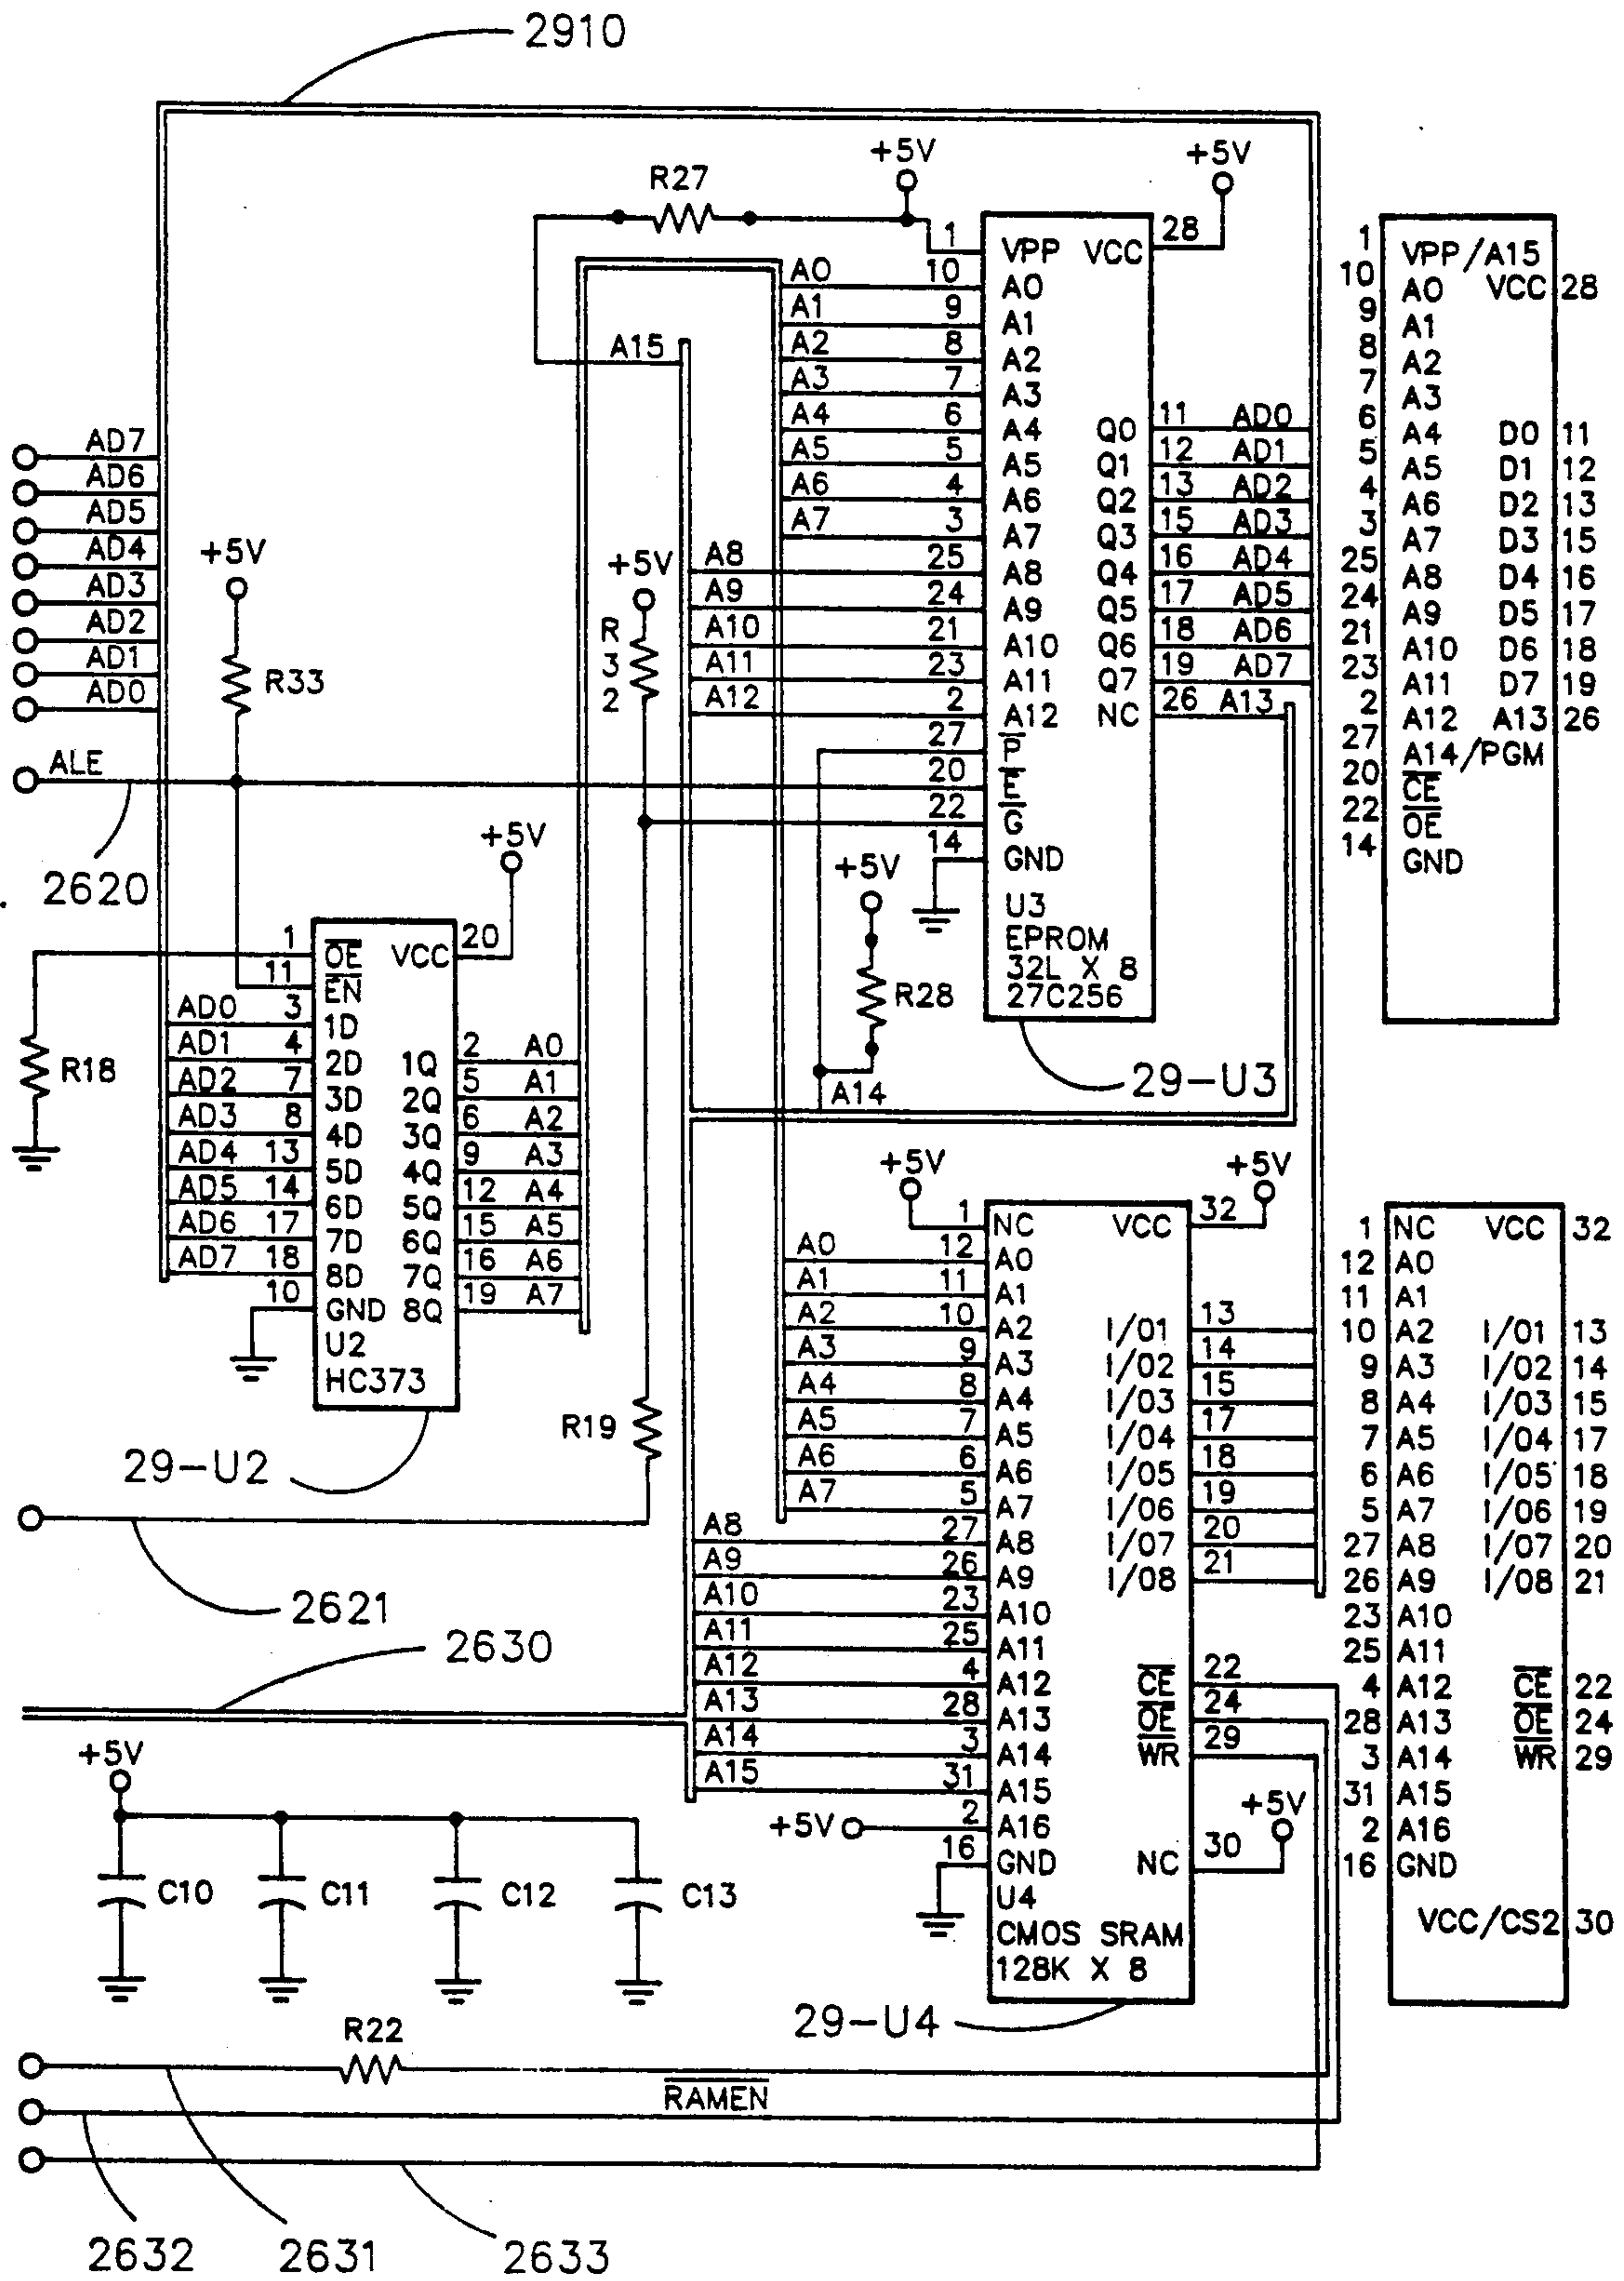 2910
+5V
+5V
R27
1 VPP VCC 28
A0 10 A0
A1 9 A1
A2 8 A2
A15
A3 7 A3
A4 6 A4 Q0 11 AD0
A5 5 A5 Q1 12 AD1
A6 4 A6 Q2 13 AD2
A7 3 A7 Q3 15 AD3
A8 25 A8 Q4 16 AD4
A9 24 A9 Q5 17 AD5
A10 21 A10 Q6 18 AD6
A11 23 A11 Q7 19 AD7
A12 2 A12 NC 26 A13
27 P
20 E
22 G
14 GND
U3
EPROM
32L X 8
27C256
29-U3
1 VPP/A15
10 A0 VCC 28
9 A1
8 A2
7 A3
6 A4 D0 11
5 A5 D1 12
4 A6 D2 13
3 A7 D3 15
25 A8 D4 16
24 A9 D5 17
21 A10 D6 18
23 A11 D7 19
2 A12 A13 26
27 A14/PGM
20 CE
22 OE
14 GND
AD7
AD6
AD5
AD4
AD3
AD2
AD1
AD0
+5V
R33
+5V
R
3
2
ALE
2620
+5V
+5V
R28
A14
R18
1 OE VCC 20
11 EN
AD0 3 1D
AD1 4 2D 1Q 2 A0
AD2 7 3D 2Q 5 A1
AD3 8 4D 3Q 6 A2
AD4 13 5D 4Q 9 A3
AD5 14 6D 5Q 12 A4
AD6 17 7D 6Q 15 A5
AD7 18 8D 7Q 16 A6
10 GND 8Q 19 A7
U2
HC373
29-U2
R19
2621
2630
+5V
+5V
1 NC VCC 32
A0 12 A0
A1 11 A1
A2 10 A2 I/01 13
A3 9 A3 I/02 14
A4 8 A4 I/03 15
A5 7 A5 I/04 17
A6 6 A6 I/05 18
A7 5 A7 I/06 19
A8 27 A8 I/07 20
A9 26 A9 I/08 21
A10 23 A10
A11 25 A11
A12 4 A12 CE 22
A13 28 A13 OE 24
A14 3 A14 WR 29
A15 31 A15
+5V 2 A16 +5V
16 GND NC 30
U4
CMOS SRAM
128K X 8
29-U4
1 NC VCC 32
12 A0
11 A1
10 A2 I/01 13
9 A3 I/02 14
8 A4 I/03 15
7 A5 I/04 17
6 A6 I/05 18
5 A7 I/06 19
27 A8 I/07 20
26 A9 I/08 21
23 A10
25 A11
4 A12 CE 22
28 A13 OE 24
3 A14 WR 29
31 A15
2 A16
16 GND
VCC/CS2 30
+5V
C10 C11 C12 C13
R22
RAMEN
2632 2631 2633